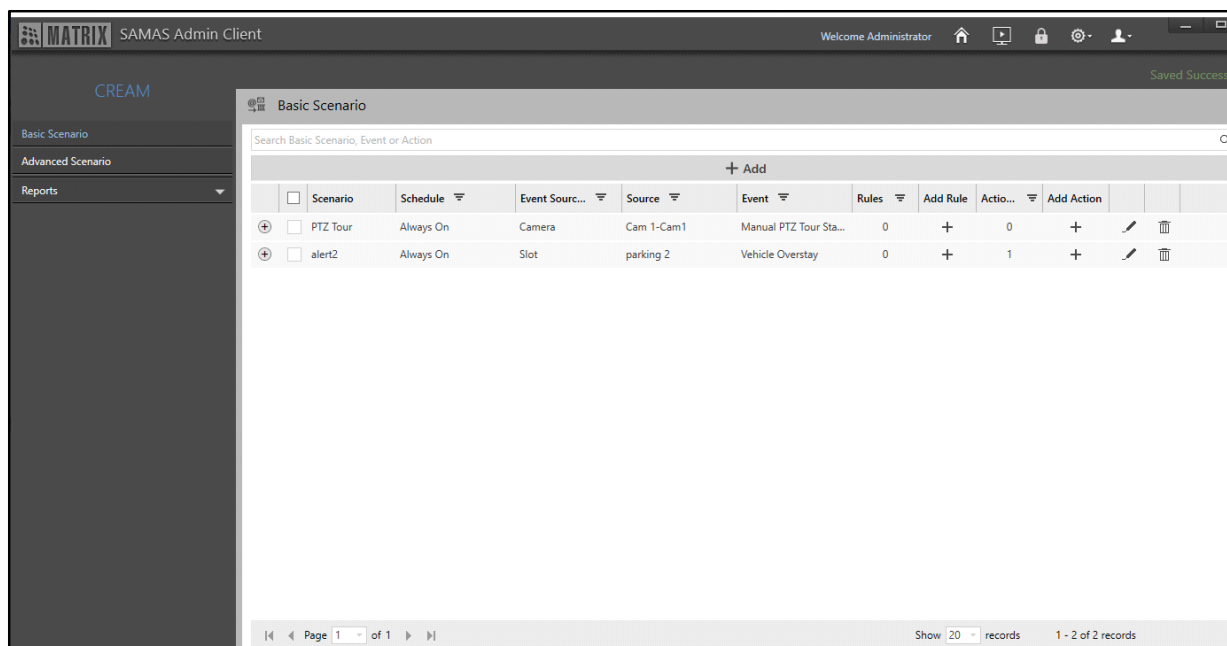 MATRIX SAMAS Admin Client Welcome Administrator
Saved Success
CREAM
Basic Scenario
Basic Scenario
Search Basic Scenario, Event or Action
Advanced Scenario
+ Add
Reports
Scenario Schedule Event Sourc... Source Event Rules Add Rule Actio... Add Action
PTZ Tour Always On Camera Cam 1-Cam1 Manual PTZ Tour Sta... 0 + 0 +
alert2 Always On Slot parking 2 Vehicle Overstay 0 + 1 +
Page 1 of 1 Show 20 records 1 - 2 of 2 records